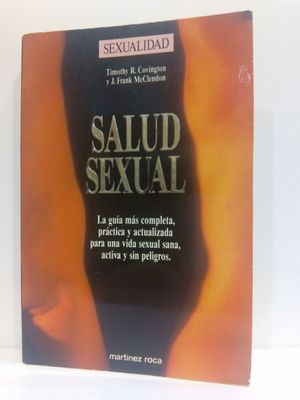 SEXUALIDAD
Timothy R. Covington
y J. Frank McClendon
SALUD
SEXUAL
La guía más completa,
práctica y actualizada
para una vida sexual sana,
activa y sin peligros.
martínez roca